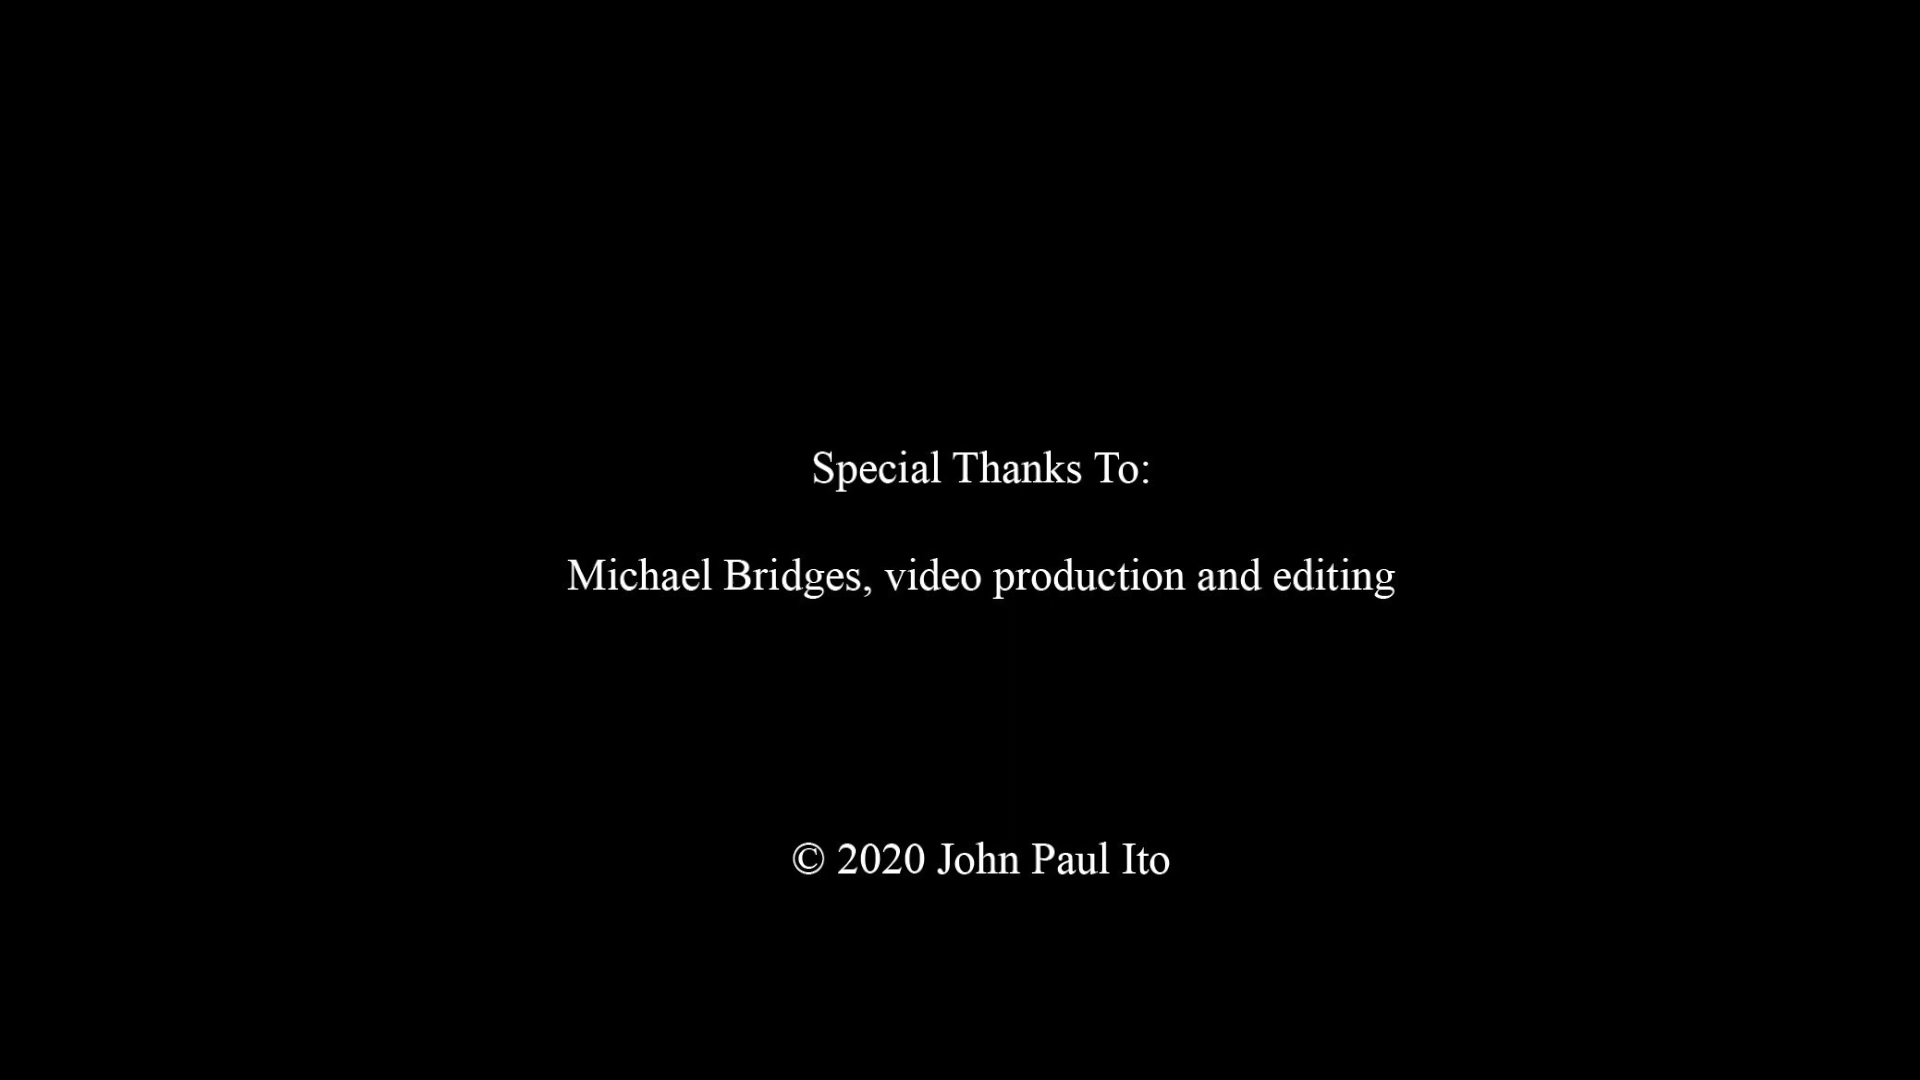 Special Thanks To:
Michael Bridges, video production and editing
© 2020 John Paul Ito